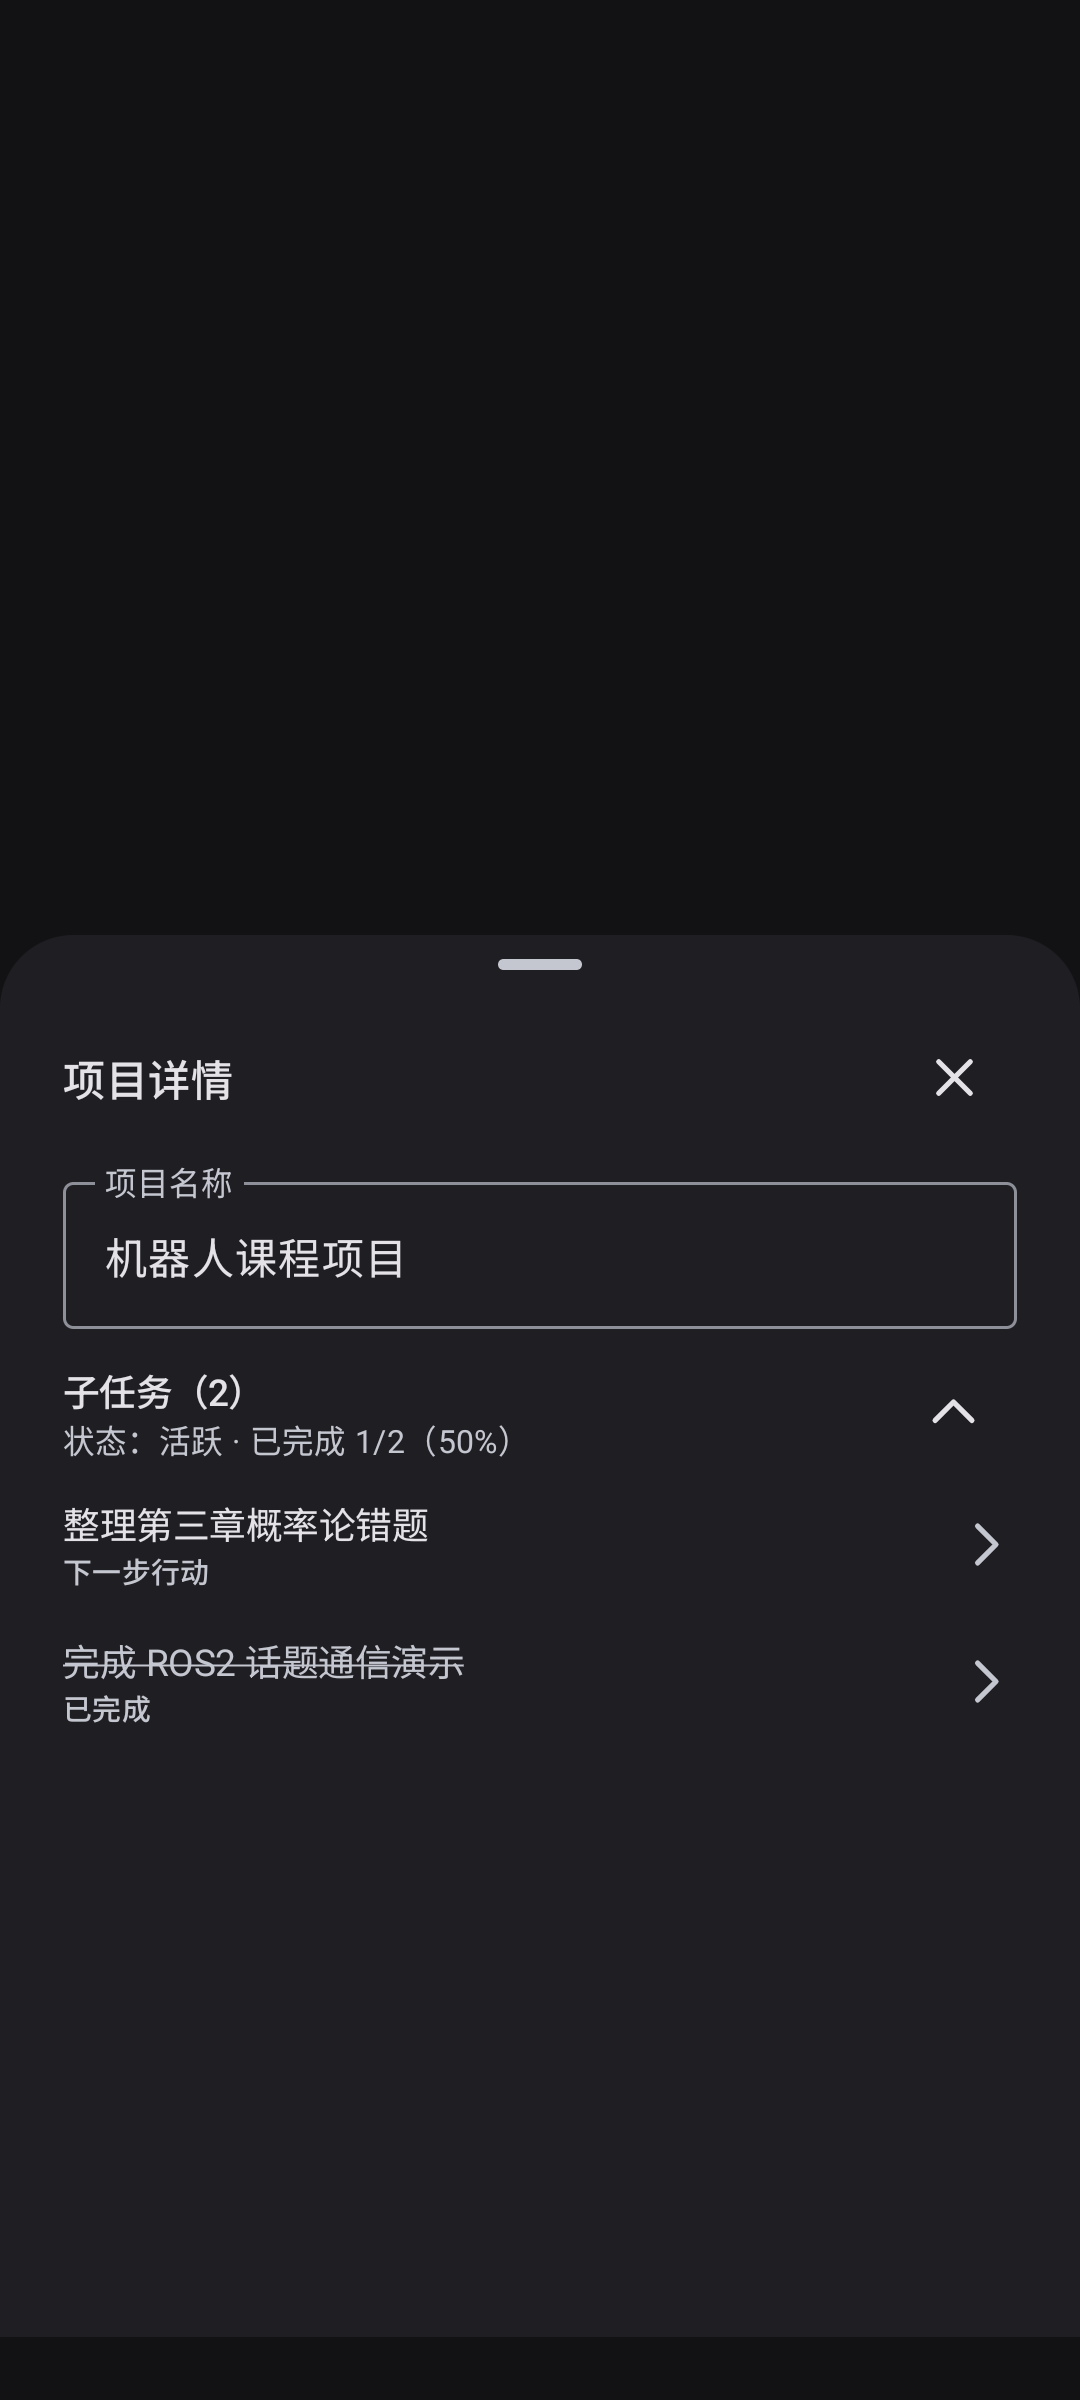 项目详情
项目名称
机器人课程项目
子任务（2）
状态：活跃 · 已完成 1/2（50%）
整理第三章概率论错题
下一步行动
完成 ROS2 话题通信演示
已完成